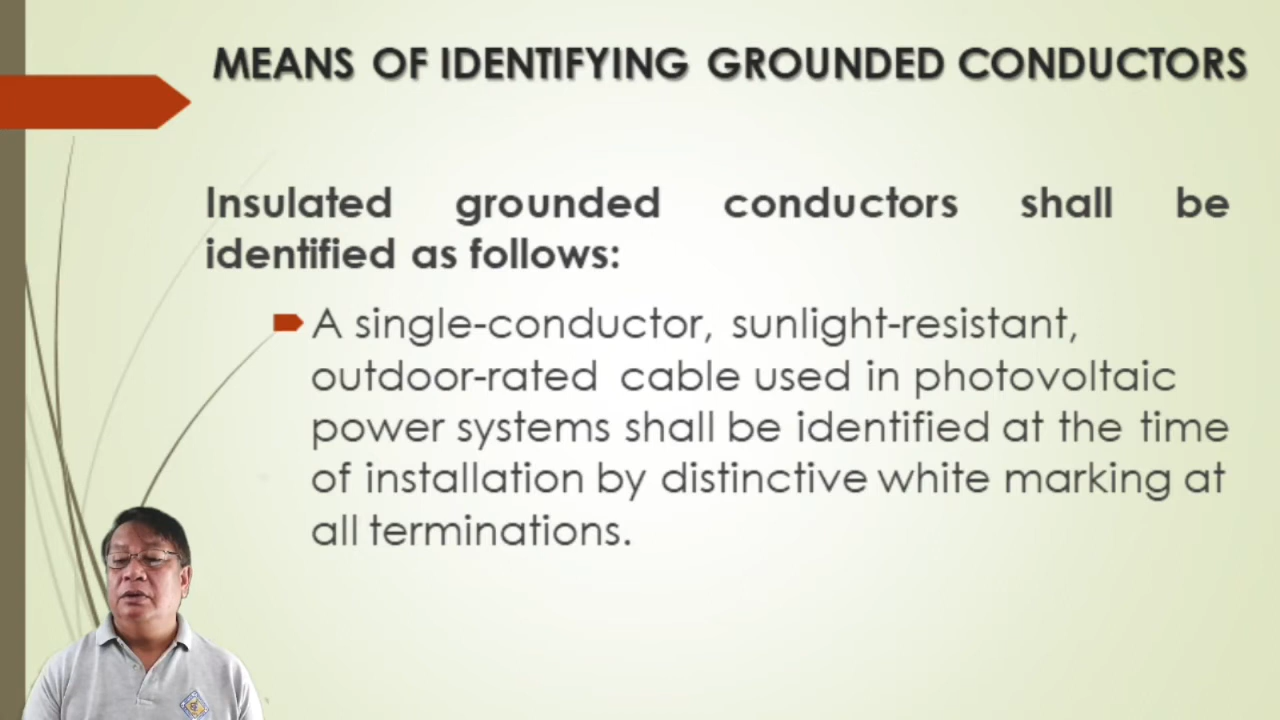 MEANS OF IDENTIFYING GROUNDED CONDUCTORS
Insulated grounded conductors shall be
identified as follows:
A single-conductor, sunlight-resistant,
outdoor-rated cable used in photovoltaic
power systems shall be identified at the time
of installation by distinctive white marking at
all terminations.